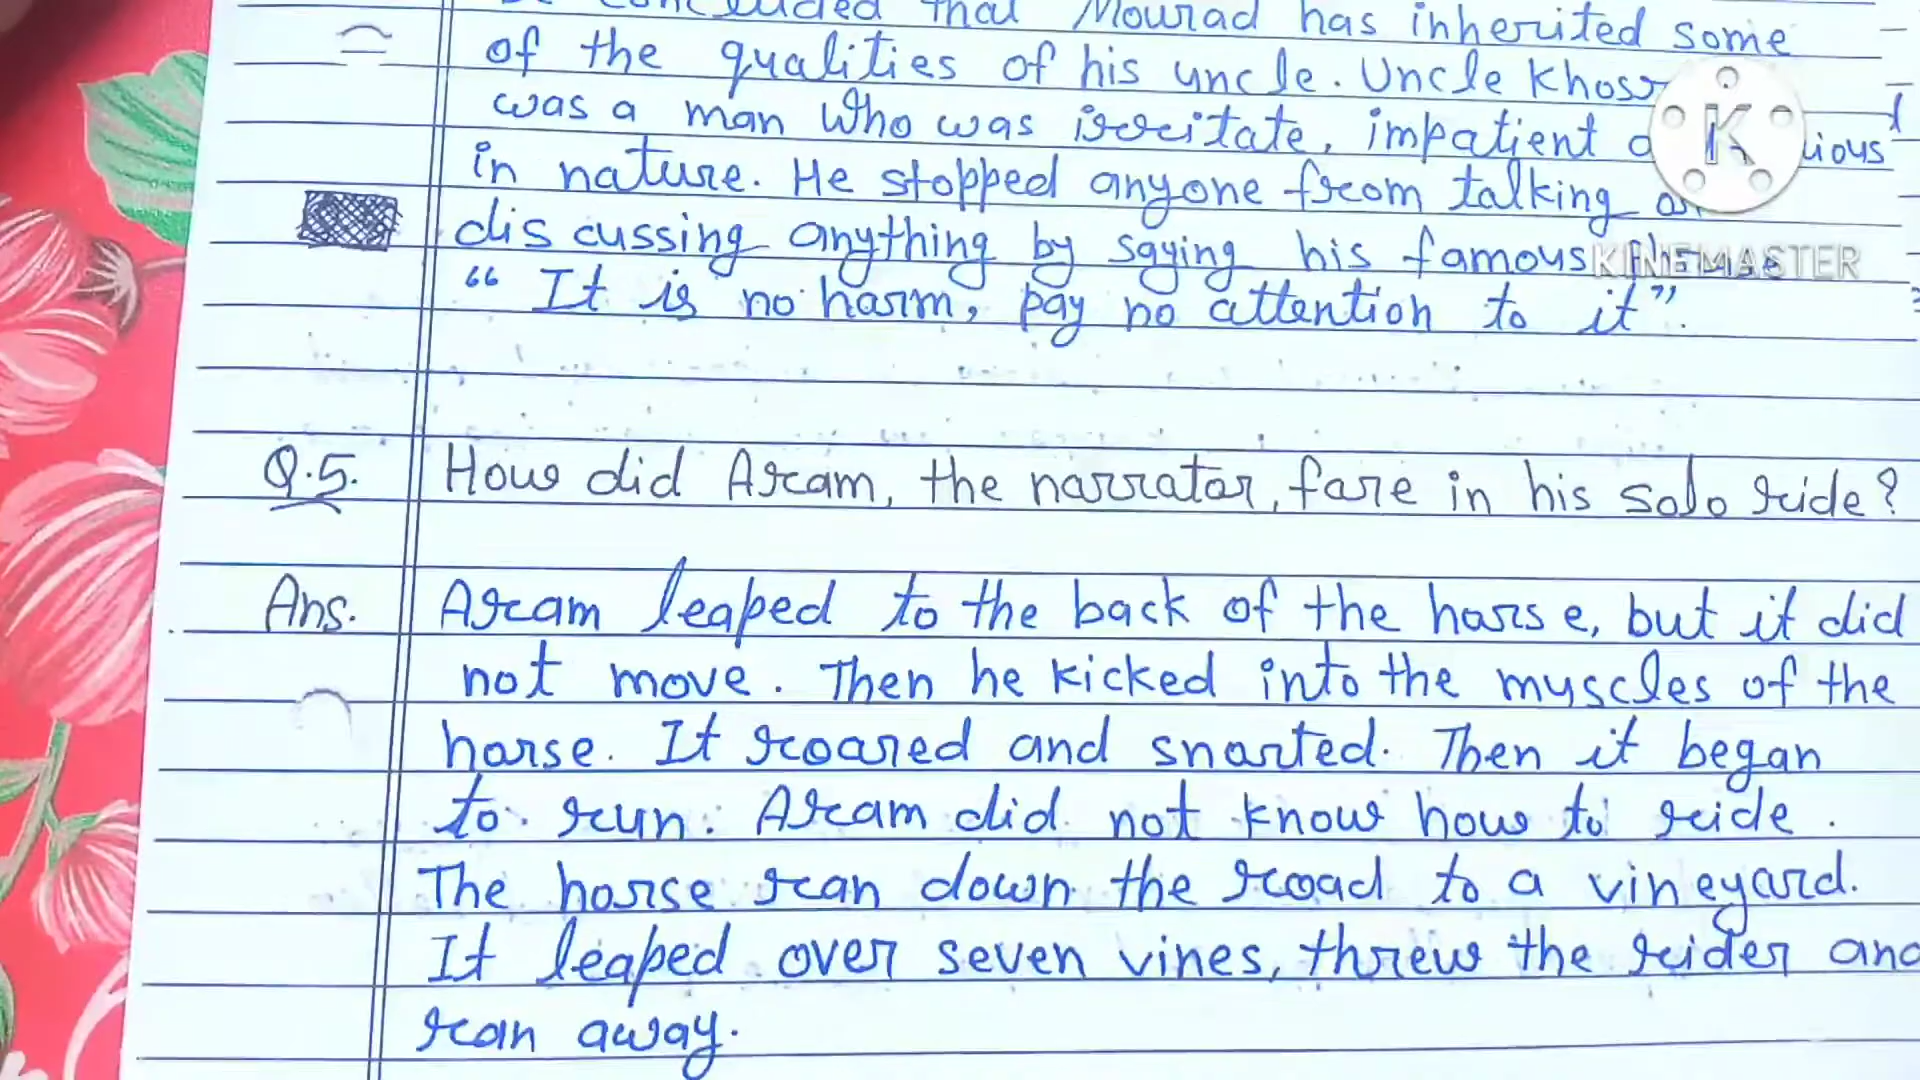 be concluded that Mourad has inherited some
of the qualities of his uncle. Uncle Khosr
was a man who was irritate, impatient
in nature. He stopped anyone from talking or
discussing anything by saying his famous phrase
"It is no harm, pay no attention to it".
KINEMASTER
Q.5. How did Aram, the narrator, fare in his solo ride?
Ans. Aram leaped to the back of the horse, but it did
not move. Then he kicked into the muscles of the
horse. It roared and snorted. Then it began
to run. Aram did not know how to ride.
The horse ran down the road to a vineyard.
It leaped over seven vines, threw the rider and
ran away.